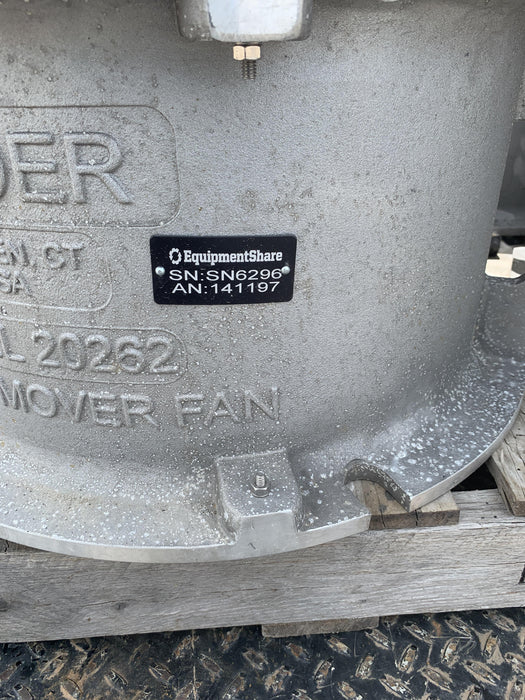 DER
EN, CT
SA
L 20262
MOVER FAN
EquipmentShare
SN:SN6296
AN:141197